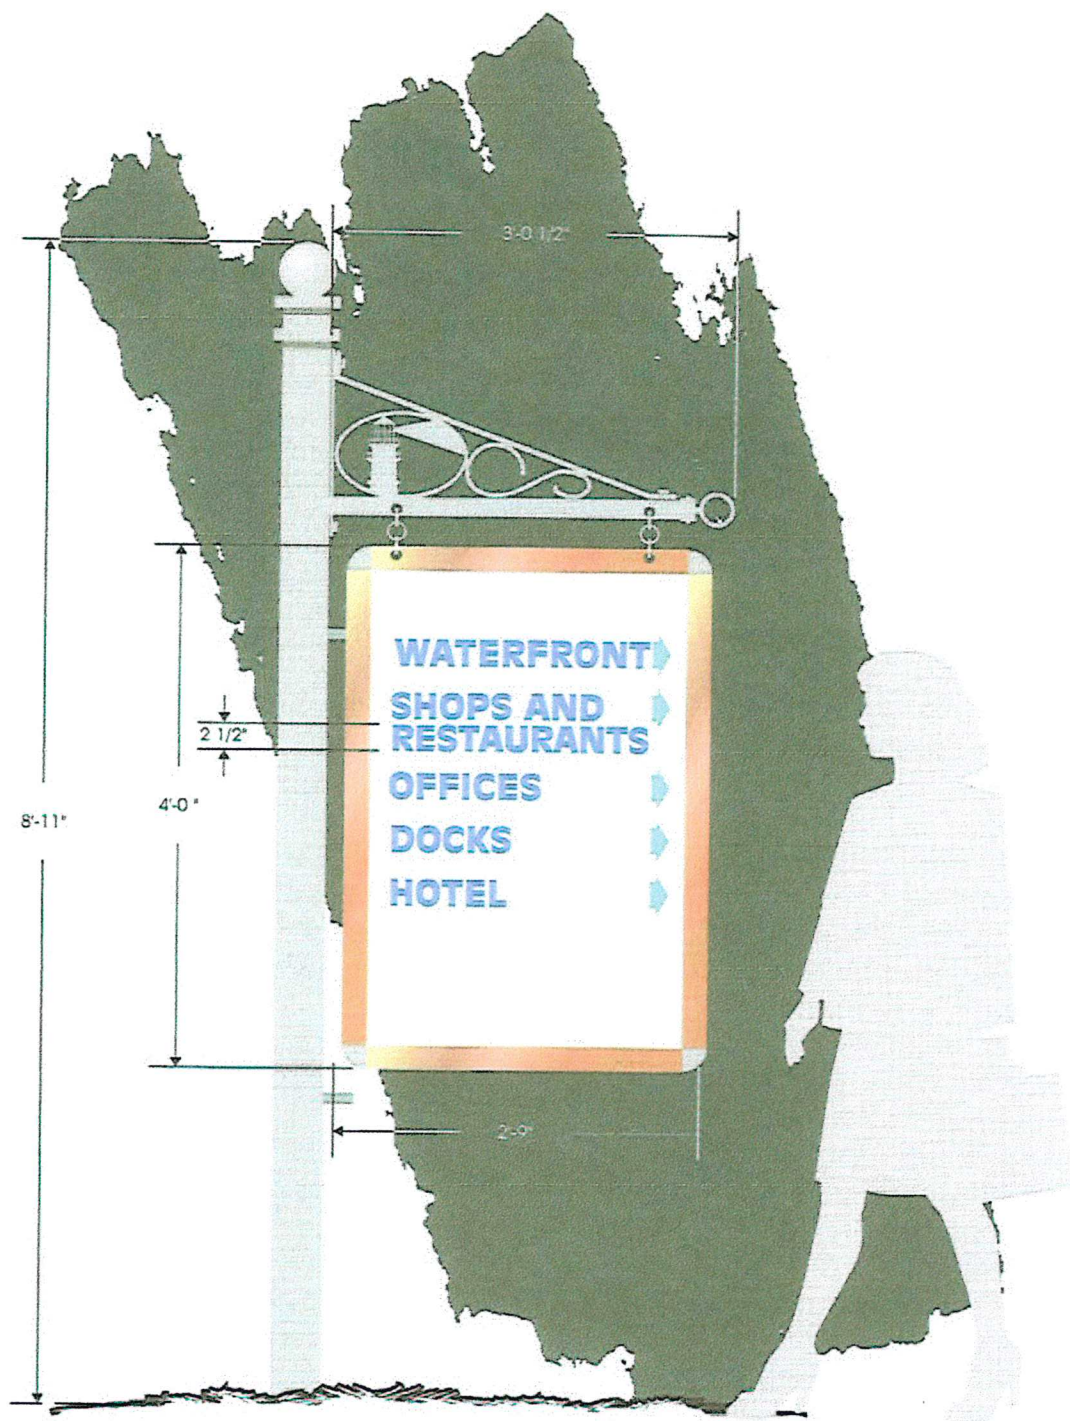 3-0 1/2"
WATERFRONT
SHOPS AND
RESTAURANTS
2 1/2"
OFFICES
4'-0 "
8'-11"
DOCKS
HOTEL
2'-9"